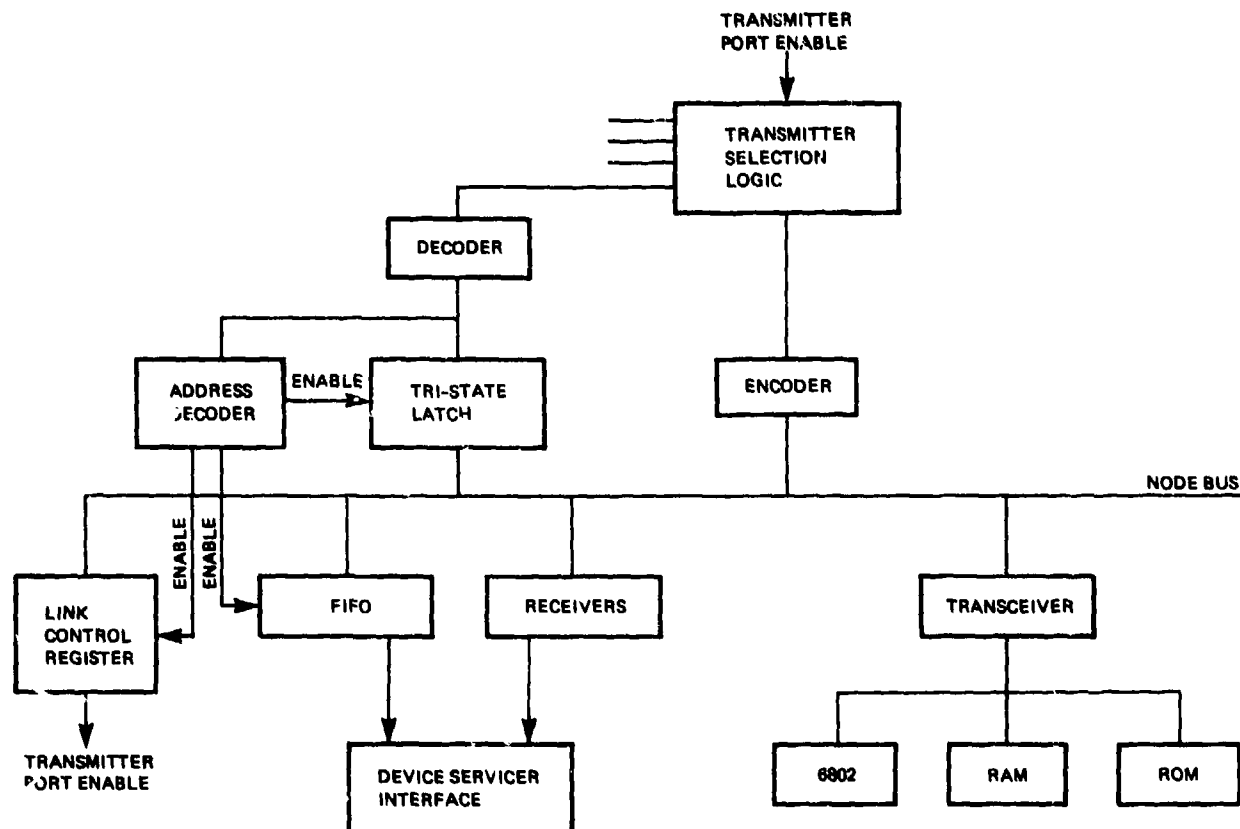 TRANSMITTER
PORT ENABLE
TRANSMITTER
SELECTION
LOGIC
DECODER
ADDRESS
DECODER
ENABLE
TRI-STATE
LATCH
ENCODER
NODE BUS
ENABLE
ENABLE
LINK
CONTROL
REGISTER
FIFO
RECEIVERS
TRANSCEIVER
TRANSMITTER
PORT ENABLE
DEVICE SERVICER
INTERFACE
6802
RAM
ROM